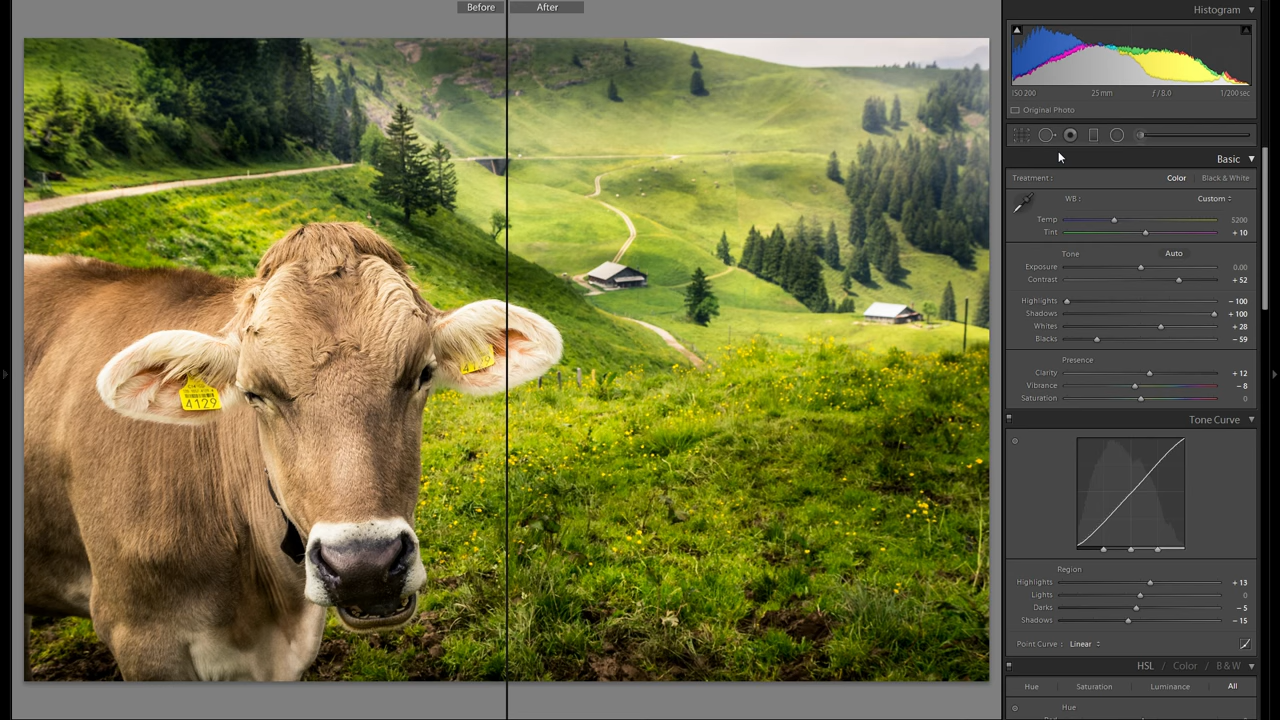 Before
After
Histogram
ISO 200 25 mm ƒ / 8.0 1/200 sec
Original Photo
Basic
Treatment : Color Black & White
WB : Custom
Temp 5200
Tint + 10
Tone Auto
Exposure 0.00
Contrast + 52
Highlights − 100
Shadows + 100
Whites + 28
Blacks − 59
Presence
Clarity + 12
Vibrance − 8
Saturation 0
Tone Curve
Region
Highlights + 13
Lights 0
Darks − 5
Shadows − 15
Point Curve : Linear
HSL / Color / B & W
Hue Saturation Luminance All
Hue
4129